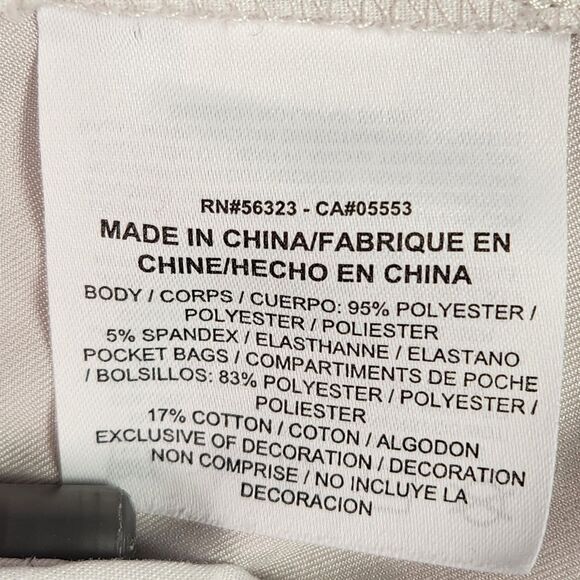 RN#56323 - CA#05553
MADE IN CHINA/FABRIQUE EN
CHINE/HECHO EN CHINA
BODY / CORPS / CUERPO: 95% POLYESTER /
POLYESTER / POLIESTER
5% SPANDEX / ELASTHANNE / ELASTANO
POCKET BAGS / COMPARTIMENTS DE POCHE
/ BOLSILLOS: 83% POLYESTER / POLYESTER /
POLIESTER
17% COTTON / COTON / ALGODON
EXCLUSIVE OF DECORATION / DECORATION
NON COMPRISE / NO INCLUYE LA
DECORACION